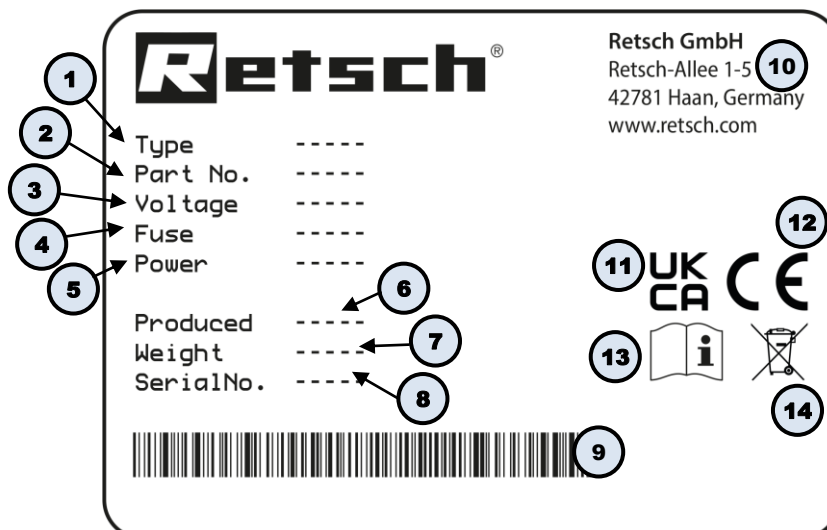 Retsch®
Retsch GmbH
Retsch-Allee 1-5
42781 Haan, Germany
www.retsch.com
1
2
3
4
5
Type -----
Part No. -----
Voltage -----
Fuse -----
Power -----
6
7
8
Produced -----
Weight -----
SerialNo. -----
9
10
11
12
UK
CA CE
13
i
14